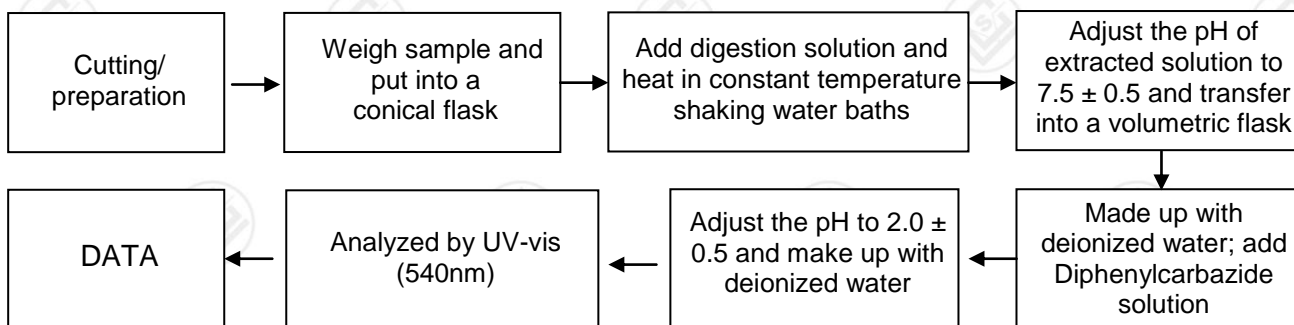 Cutting/
preparation
Weigh sample and
put into a
conical flask
Add digestion solution and
heat in constant temperature
shaking water baths
Adjust the pH of
extracted solution to
7.5 ± 0.5 and transfer
into a volumetric flask
Made up with
deionized water; add
Diphenylcarbazide
solution
Adjust the pH to 2.0 ±
0.5 and make up with
deionized water
Analyzed by UV-vis
(540nm)
DATA